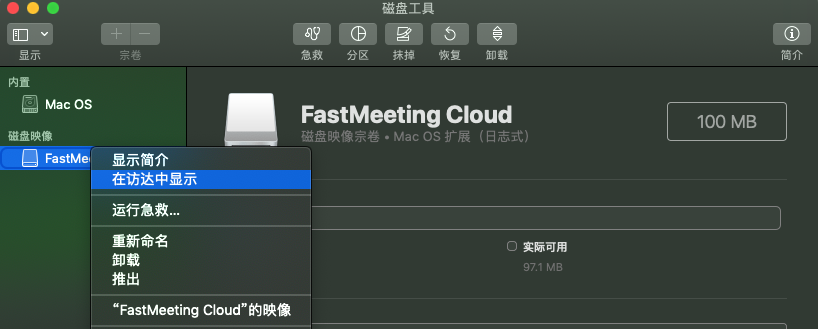 磁盘工具
显示
宗卷
急救
分区
抹掉
恢复
卸载
简介
内置
Mac OS
磁盘映像
FastMee
FastMeeting Cloud
磁盘映像宗卷 • Mac OS 扩展（日志式）
100 MB
显示简介
在访达中显示
运行急救...
重新命名
卸载
推出
“FastMeeting Cloud”的映像
实际可用
97.1 MB